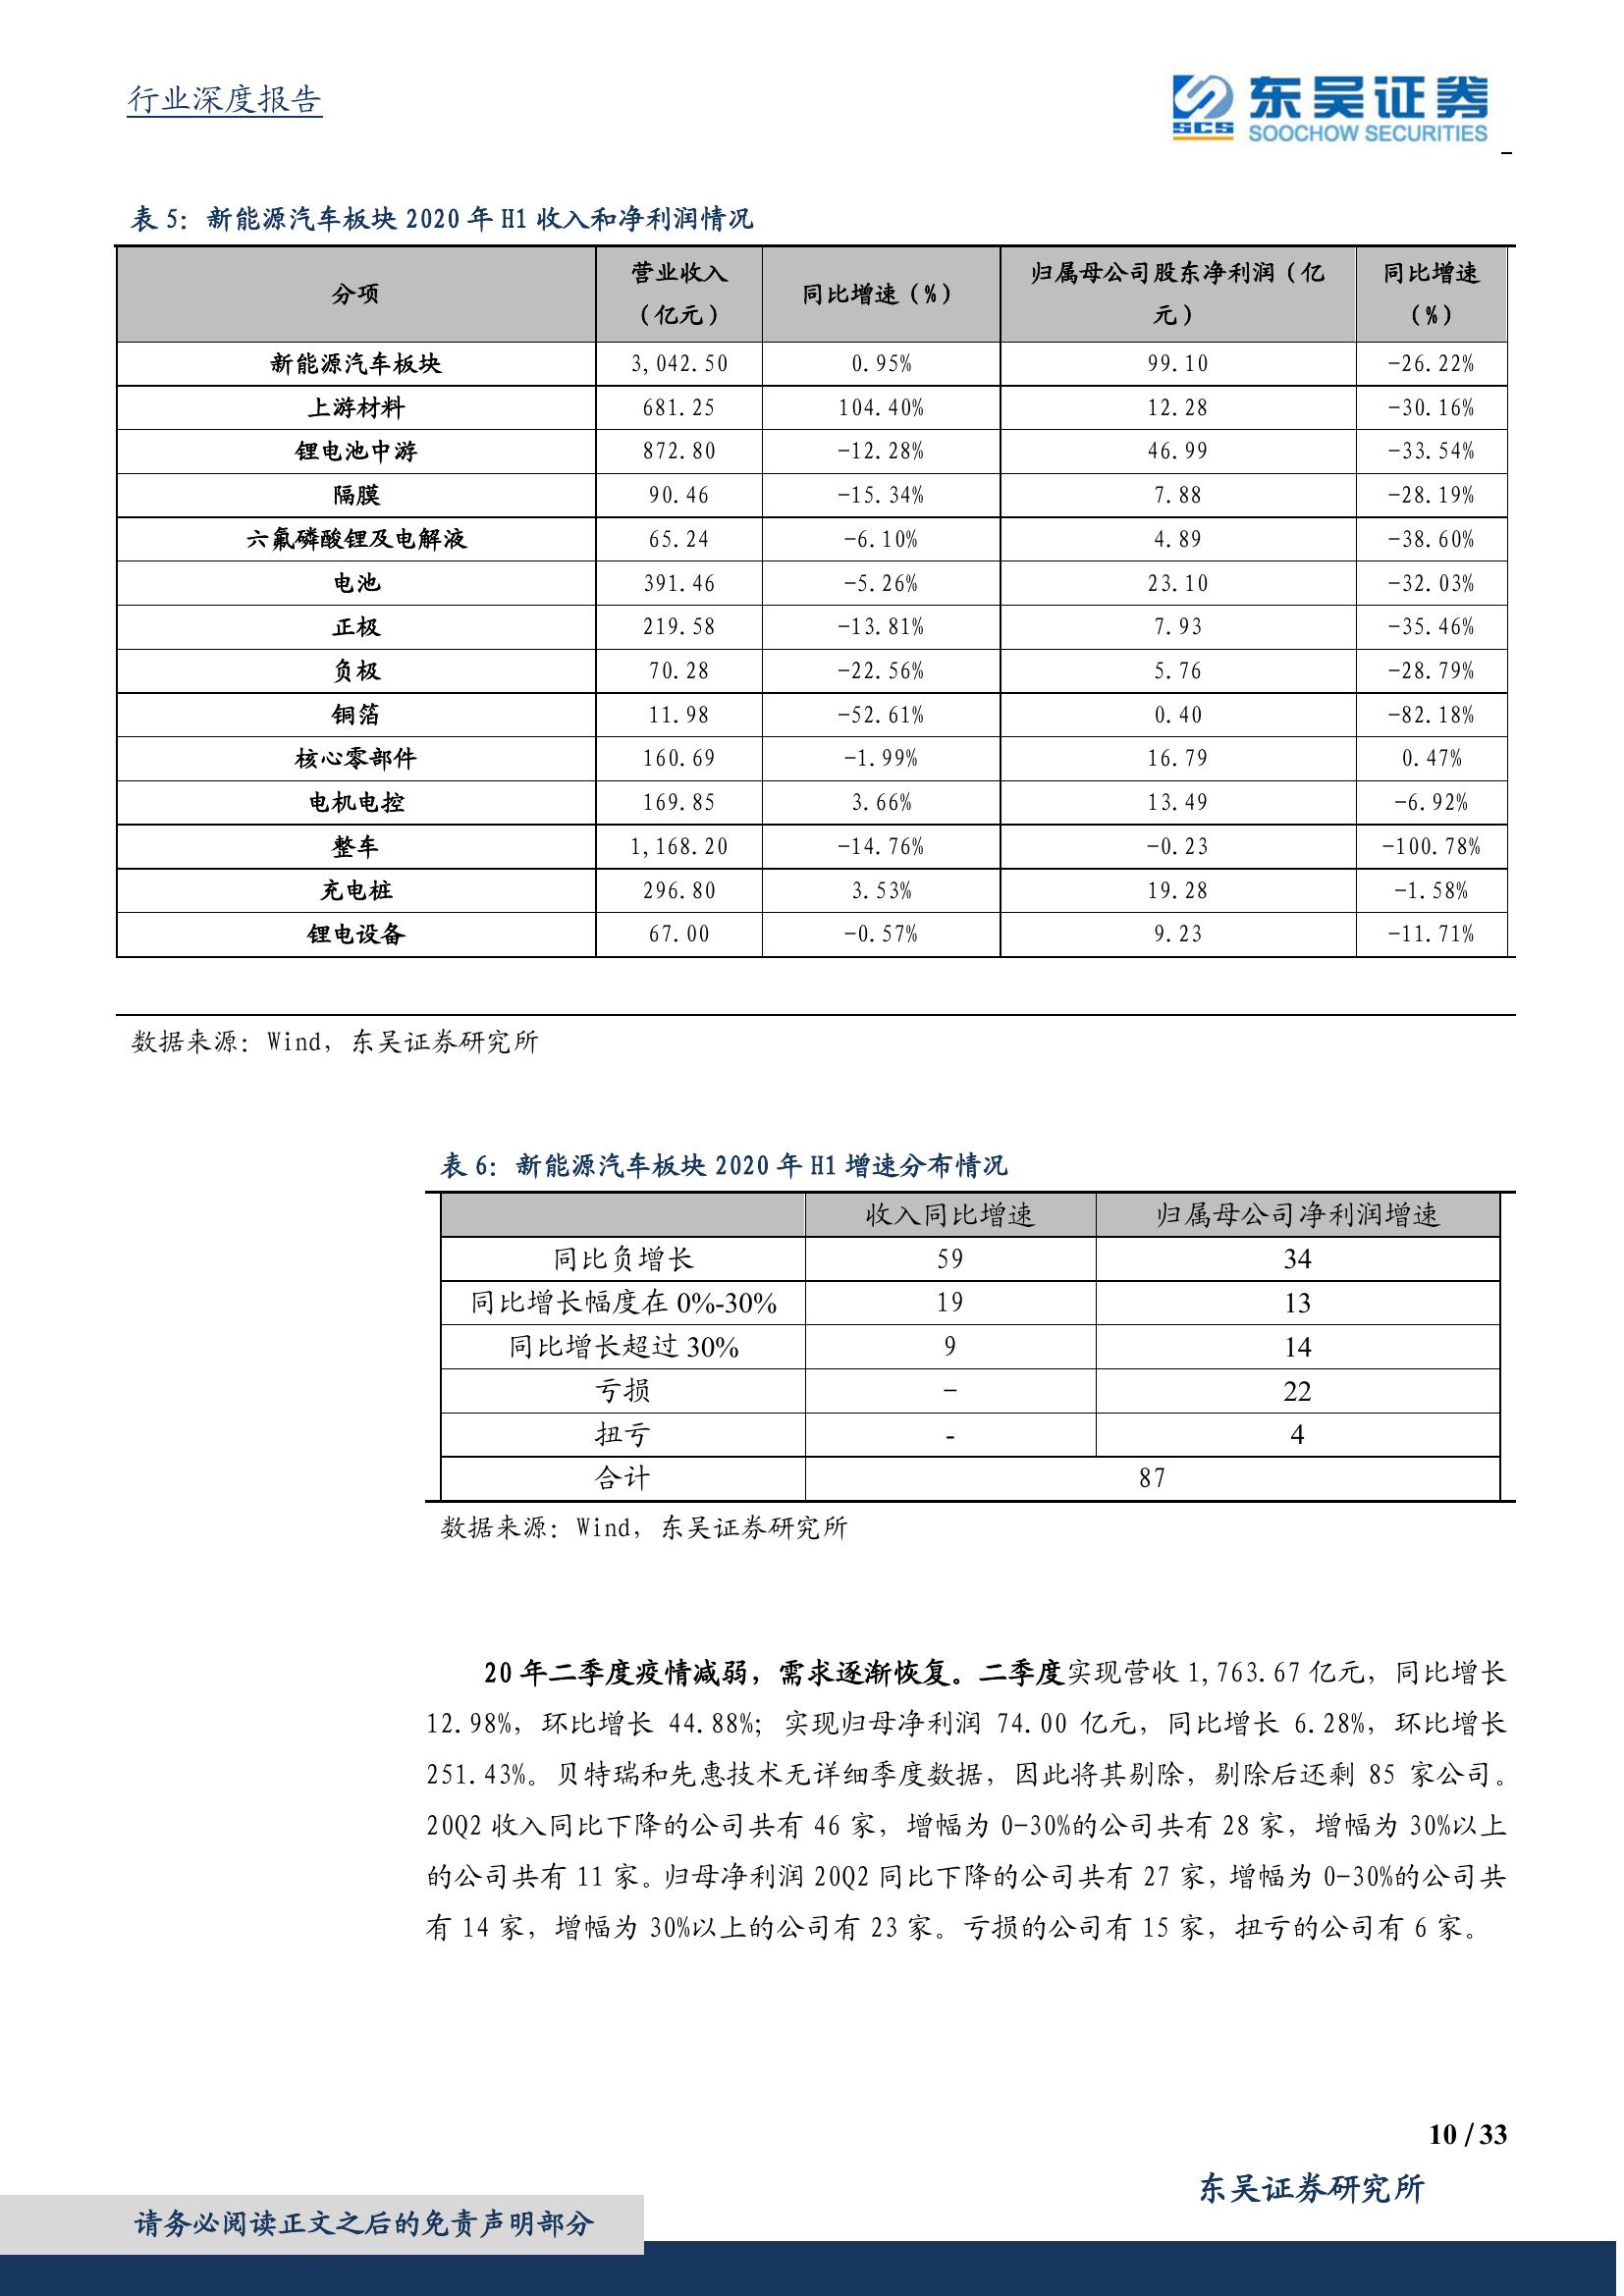 行业深度报告
东吴证券
SCS
SOOCHOW SECURITIES
表 5：新能源汽车板块 2020 年 H1 收入和净利润情况
分项 营业收入（亿元） 同比增速（%） 归属母公司股东净利润（亿元） 同比增速（%）
新能源汽车板块 3,042.50 0.95% 99.10 -26.22%
上游材料 681.25 104.40% 12.28 -30.16%
锂电池中游 872.80 -12.28% 46.99 -33.54%
隔膜 90.46 -15.34% 7.88 -28.19%
六氟磷酸锂及电解液 65.24 -6.10% 4.89 -38.60%
电池 391.46 -5.26% 23.10 -32.03%
正极 219.58 -13.81% 7.93 -35.46%
负极 70.28 -22.56% 5.76 -28.79%
铜箔 11.98 -52.61% 0.40 -82.18%
核心零部件 160.69 -1.99% 16.79 0.47%
电机电控 169.85 3.66% 13.49 -6.92%
整车 1,168.20 -14.76% -0.23 -100.78%
充电桩 296.80 3.53% 19.28 -1.58%
锂电设备 67.00 -0.57% 9.23 -11.71%
数据来源：Wind，东吴证券研究所
表 6：新能源汽车板块 2020 年 H1 增速分布情况
收入同比增速 归属母公司净利润增速
同比负增长 59 34
同比增长幅度在 0%-30% 19 13
同比增长超过 30% 9 14
亏损 - 22
扭亏 - 4
合计 87
数据来源：Wind，东吴证券研究所
20 年二季度疫情减弱，需求逐渐恢复。二季度实现营收 1,763.67 亿元，同比增长
12.98%，环比增长 44.88%；实现归母净利润 74.00 亿元，同比增长 6.28%，环比增长
251.43%。贝特瑞和先惠技术无详细季度数据，因此将其剔除，剔除后还剩 85 家公司。
20Q2 收入同比下降的公司共有 46 家，增幅为 0-30%的公司共有 28 家，增幅为 30%以上
的公司共有 11 家。归母净利润 20Q2 同比下降的公司共有 27 家，增幅为 0-30%的公司共
有 14 家，增幅为 30%以上的公司有 23 家。亏损的公司有 15 家，扭亏的公司有 6 家。
10 / 33
东吴证券研究所
请务必阅读正文之后的免责声明部分